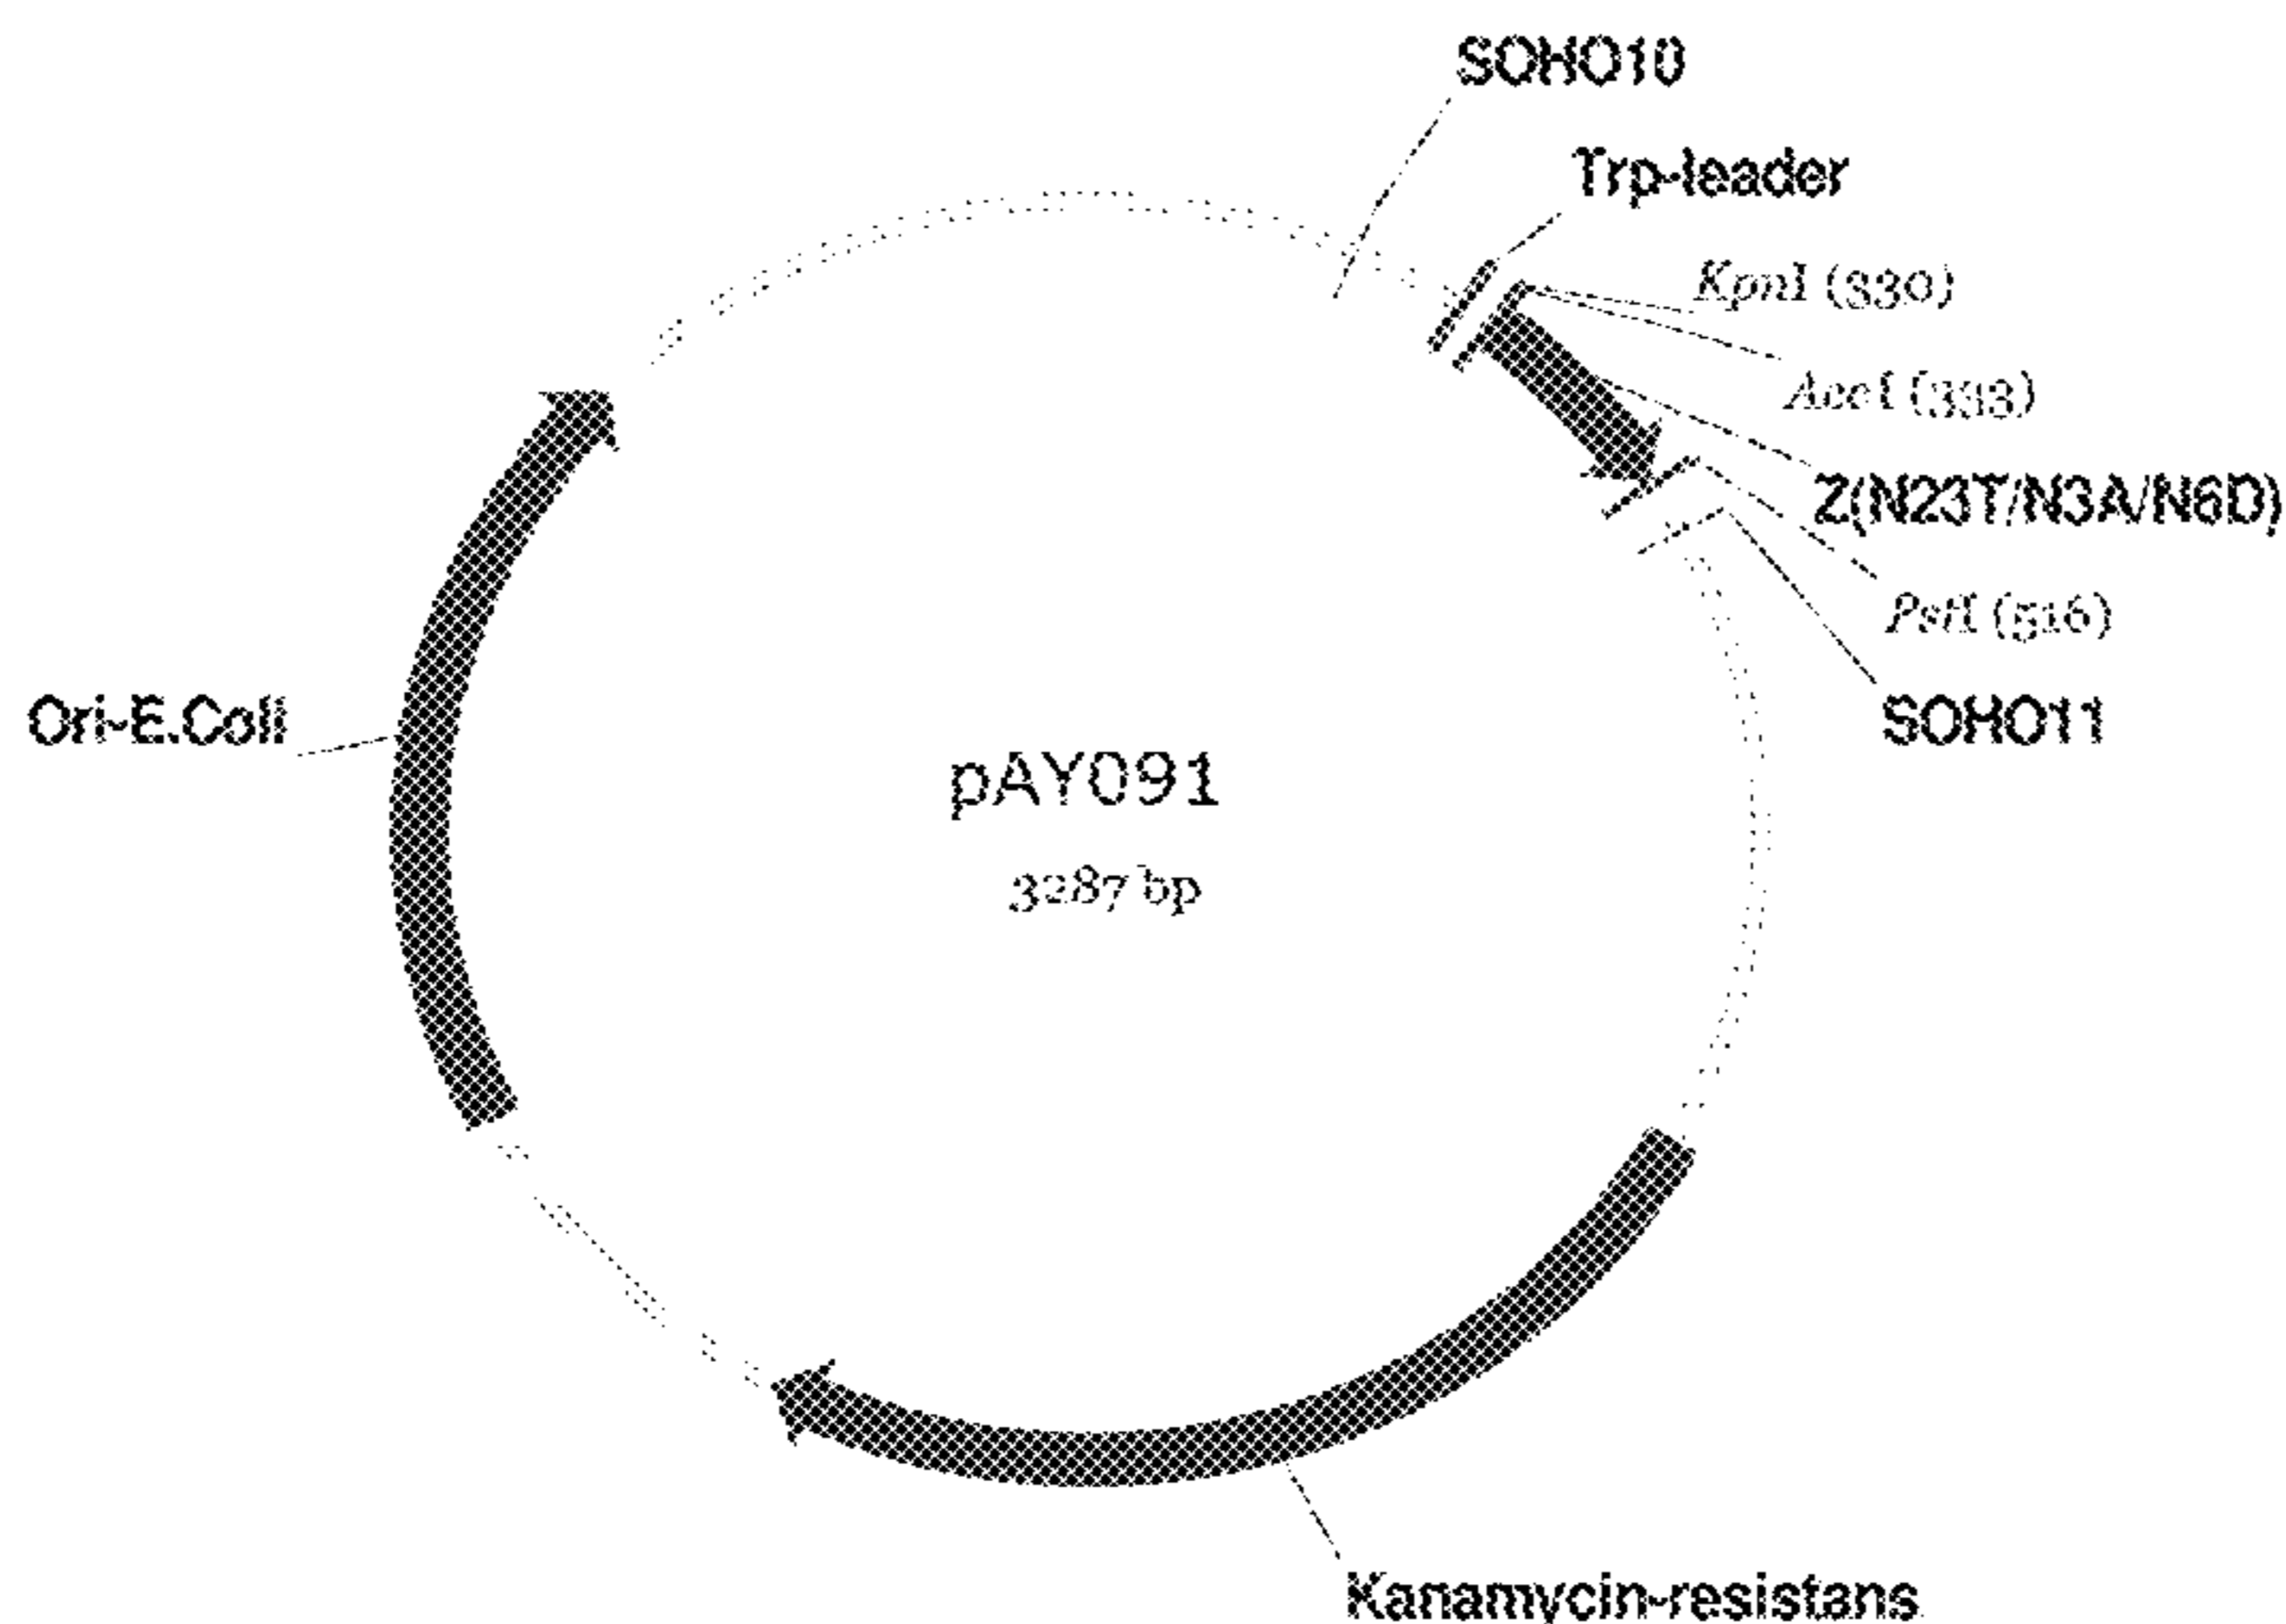 SOHO10
Trp-leader
KpnI (330)
AccI (333)
Z(N23T/N3A/N6D)
PstI (516)
SOHO11
Ori-E.Coli
pAY091
3287 bp
Kanamycin-resistans